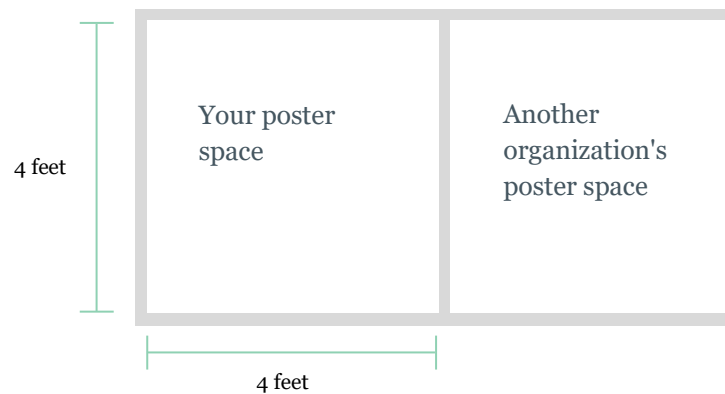 Your poster
space
Another
organization's
poster space
4 feet
4 feet